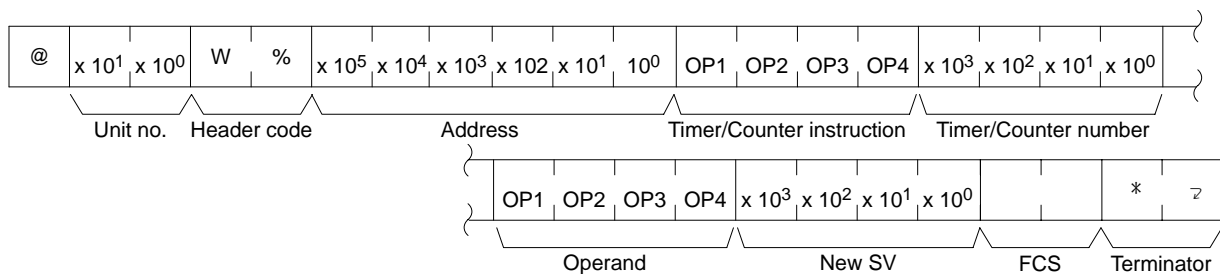 @ x 10¹ x 10⁰ W % x 10⁵ x 10⁴ x 10³ x 102 x 10¹ 10⁰ OP1 OP2 OP3 OP4 x 10³ x 10² x 10¹ x 10⁰
Unit no. Header code Address Timer/Counter instruction Timer/Counter number
OP1 OP2 OP3 OP4 x 10³ x 10² x 10¹ x 10⁰ *
Operand New SV FCS Terminator